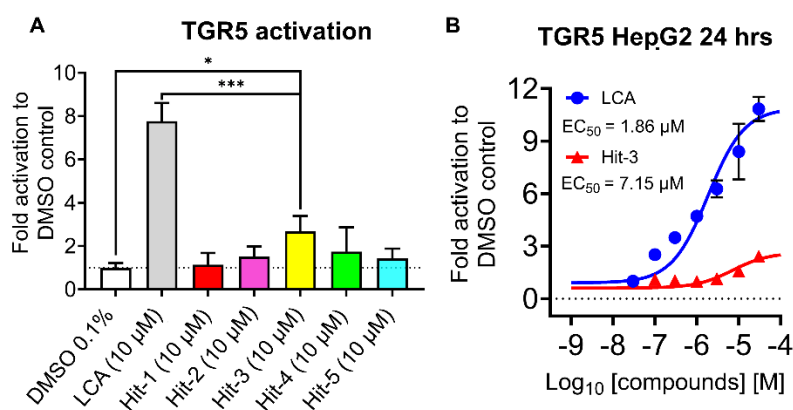 A
TGR5 activation
*
***
Fold activation to
DMSO control
10
8
6
4
2
0
DMSO 0.1%
LCA (10 µM)
Hit-1 (10 µM)
Hit-2 (10 µM)
Hit-3 (10 µM)
Hit-4 (10 µM)
Hit-5 (10 µM)
B
TGR5 HepG2 24 hrs
Fold activation to
DMSO control
12
9
6
3
0
LCA
EC50 = 1.86 µM
Hit-3
EC50 = 7.15 µM
-9 -8 -7 -6 -5 -4
Log10 [compounds] [M]